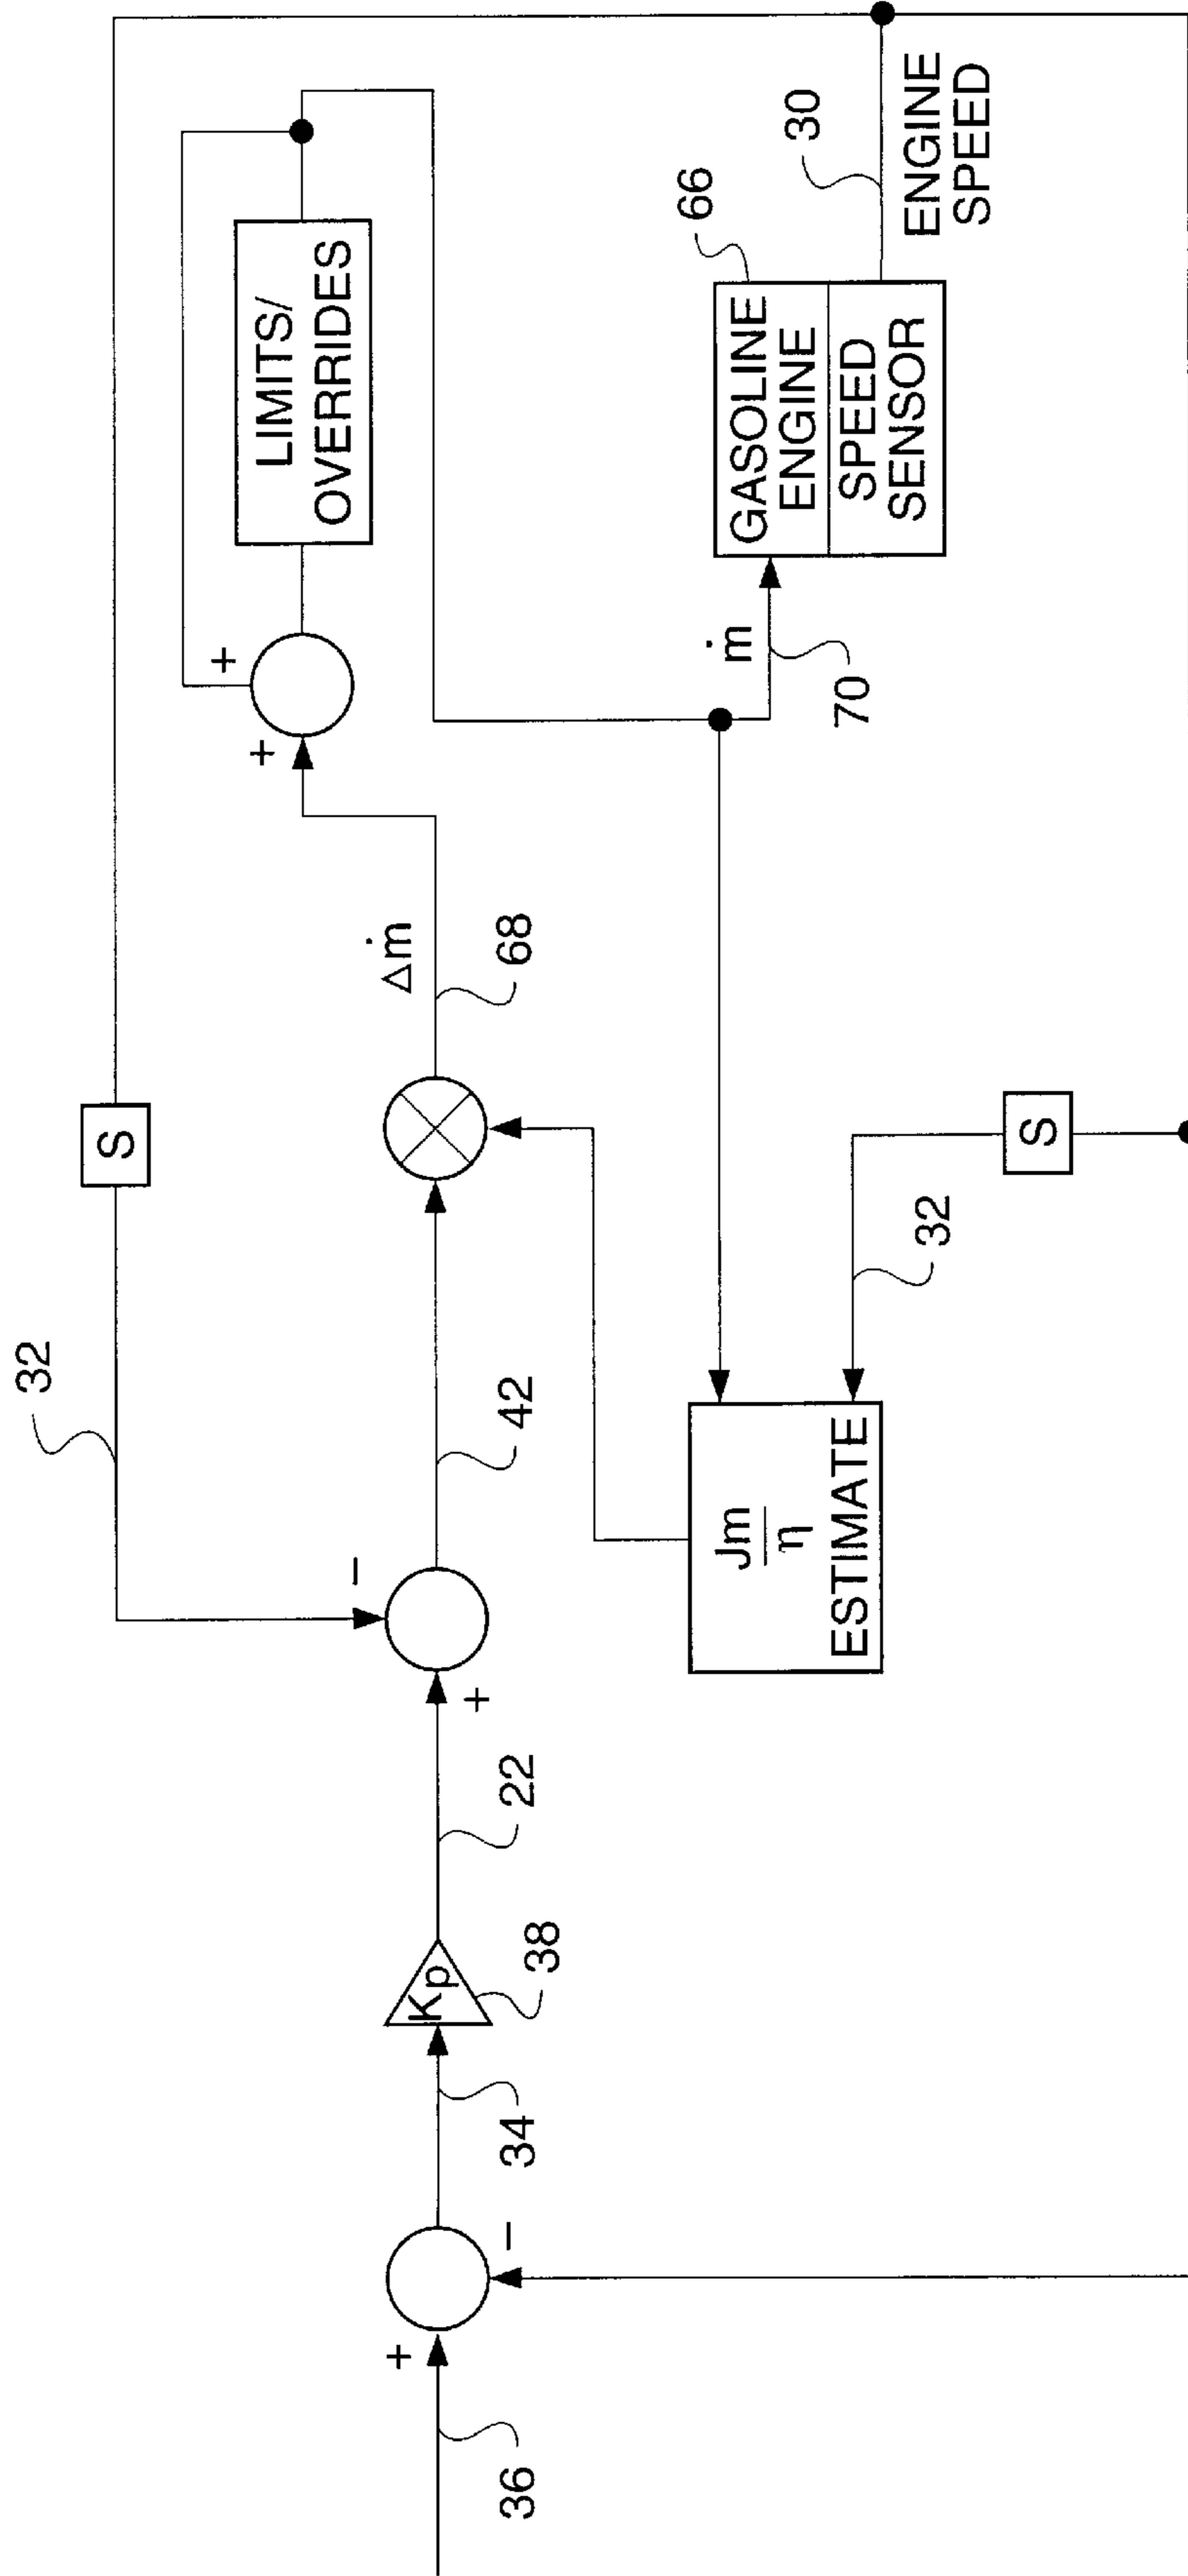 32
S
LIMITS/
OVERRIDES
+
+
Δṁ
68
−
42
+
22
Kp
38
34
+
−
36
Jm
η
ESTIMATE
32
S
ṁ
70
GASOLINE
ENGINE
66
SPEED
SENSOR
30
ENGINE
SPEED